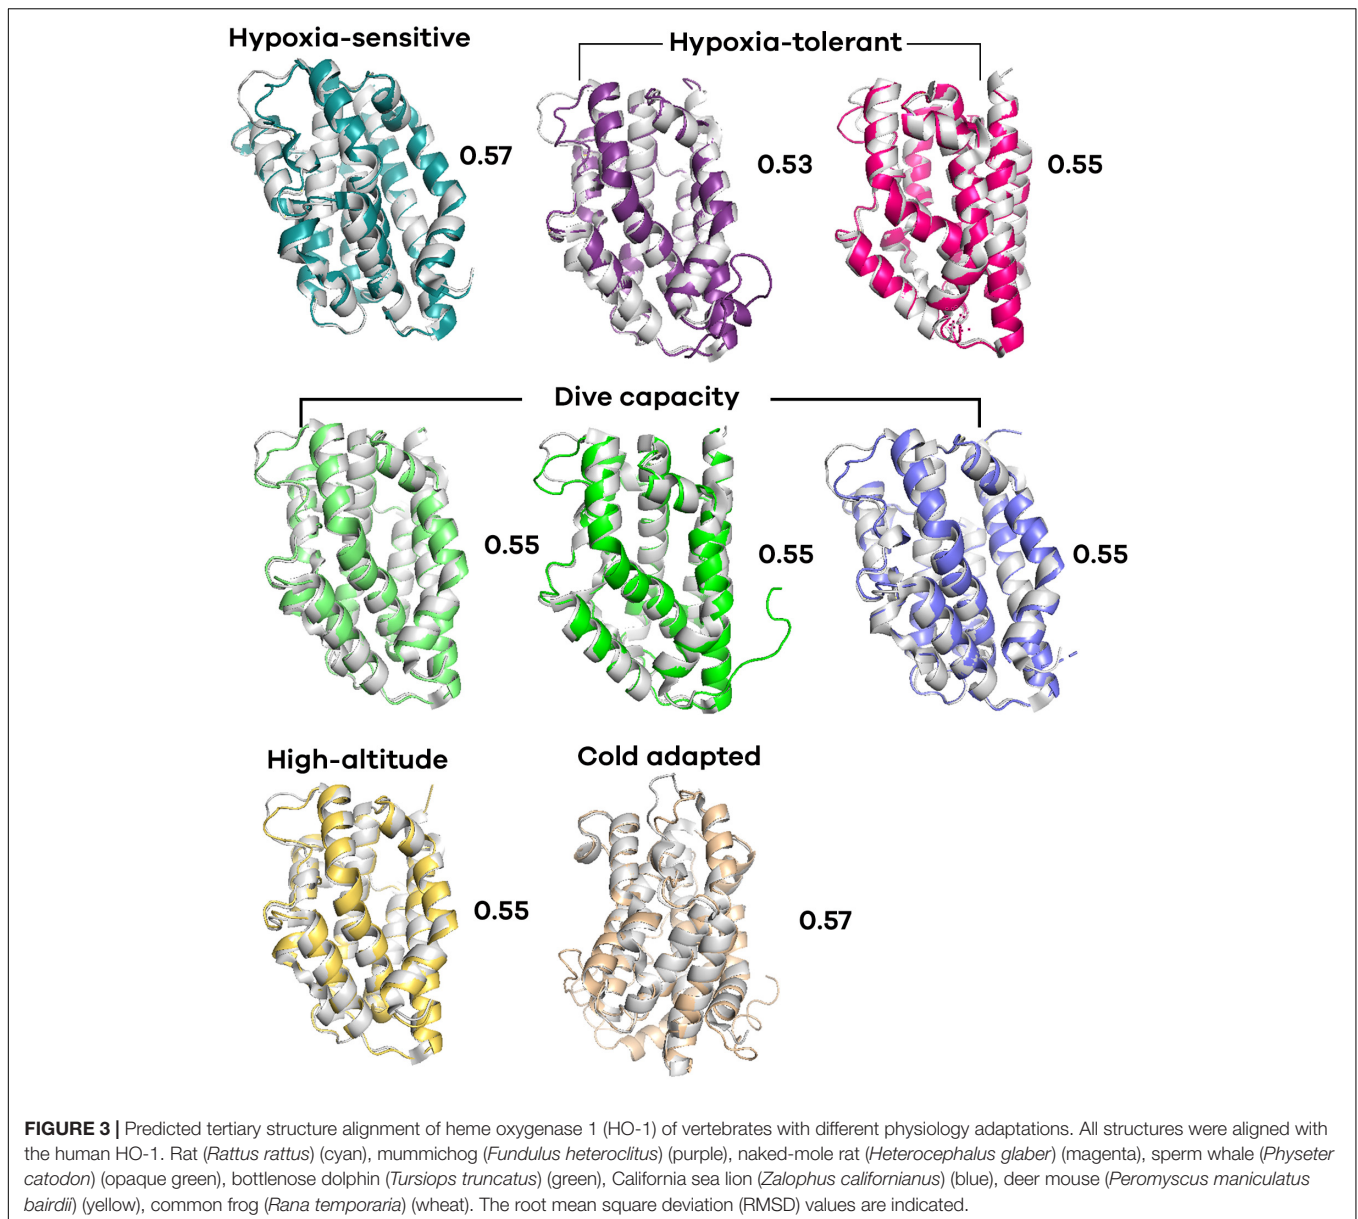 Hypoxia-sensitive
Hypoxia-tolerant
0.57
0.53
0.55
Dive capacity
0.55
0.55
0.55
High-altitude
Cold adapted
0.55
0.57
FIGURE 3 | Predicted tertiary structure alignment of heme oxygenase 1 (HO-1) of vertebrates with different physiology adaptations. All structures were aligned with
the human HO-1. Rat (Rattus rattus) (cyan), mummichog (Fundulus heteroclitus) (purple), naked-mole rat (Heterocephalus glaber) (magenta), sperm whale (Physeter
catodon) (opaque green), bottlenose dolphin (Tursiops truncatus) (green), California sea lion (Zalophus californianus) (blue), deer mouse (Peromyscus maniculatus
bairdii) (yellow), common frog (Rana temporaria) (wheat). The root mean square deviation (RMSD) values are indicated.